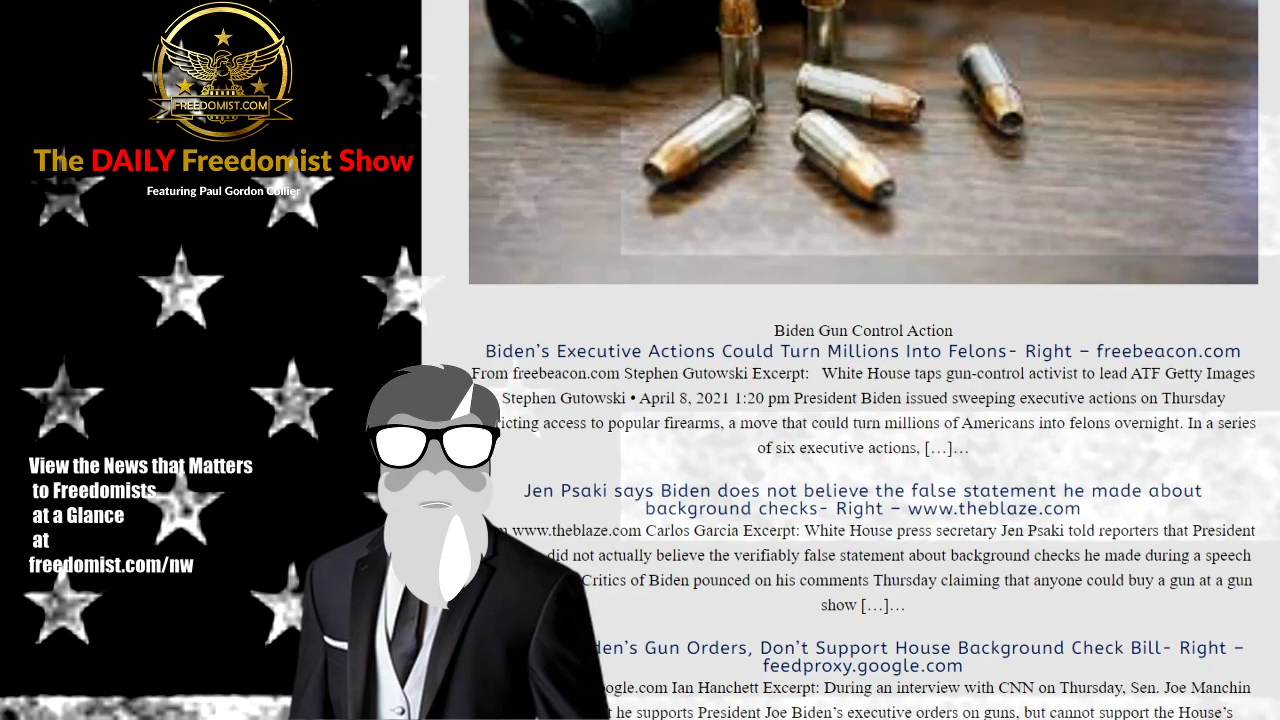 FREEDOMIST.COM
The DAILY Freedomist Show
Featuring Paul Gordon Collier
View the News that Matters
to Freedomists
at a Glance
at
freedomist.com/nw
Biden Gun Control Action
Biden’s Executive Actions Could Turn Millions Into Felons- Right – freebeacon.com
From freebeacon.com Stephen Gutowski Excerpt: White House taps gun-control activist to lead ATF Getty Images
Stephen Gutowski • April 8, 2021 1:20 pm President Biden issued sweeping executive actions on Thursday
access to popular firearms, a move that could turn millions of Americans into felons overnight. In a series
of six executive actions, […]…
Jen Psaki says Biden does not believe the false statement he made about
background checks- Right – www.theblaze.com
www.theblaze.com Carlos Garcia Excerpt: White House press secretary Jen Psaki told reporters that President
did not actually believe the verifiably false statement about background checks he made during a speech
Critics of Biden pounced on his comments Thursday claiming that anyone could buy a gun at a gun
show […]…
Gun Orders, Don’t Support House Background Check Bill- Right –
feedproxy.google.com
Ian Hanchett Excerpt: During an interview with CNN on Thursday, Sen. Joe Manchin
he supports President Joe Biden’s executive orders on guns, but cannot support the House’s